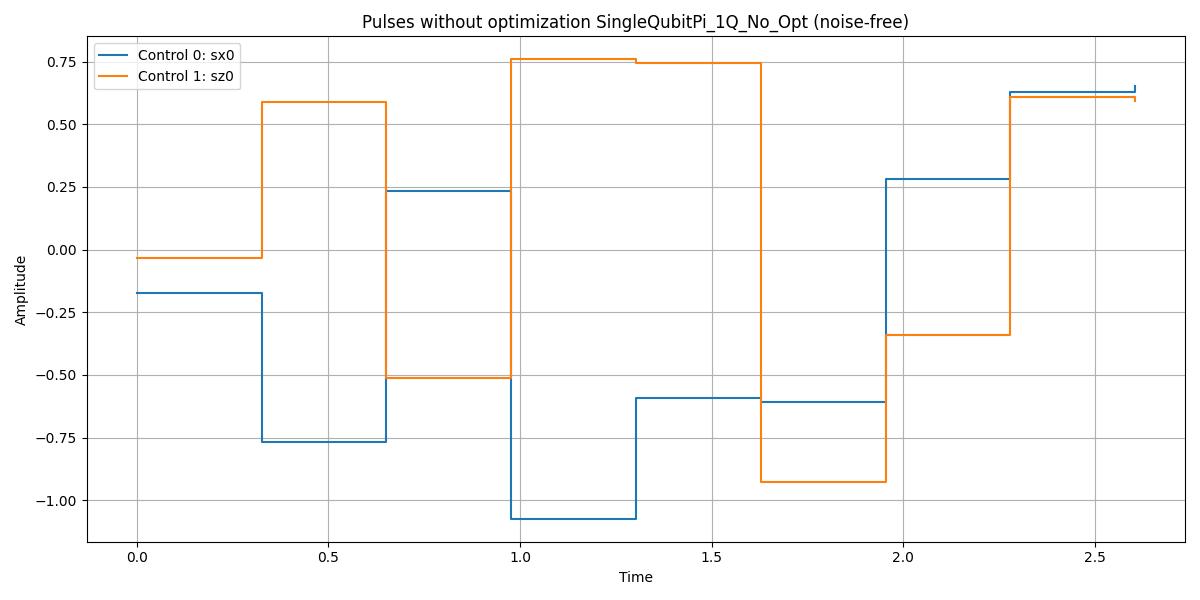 Pulses without optimization SingleQubitPi_1Q_No_Opt (noise-free)
Control 0: sx0
Control 1: sz0
0.75
0.50
0.25
0.00
−0.25
−0.50
−0.75
−1.00
Amplitude
0.0 0.5 1.0 1.5 2.0 2.5
Time